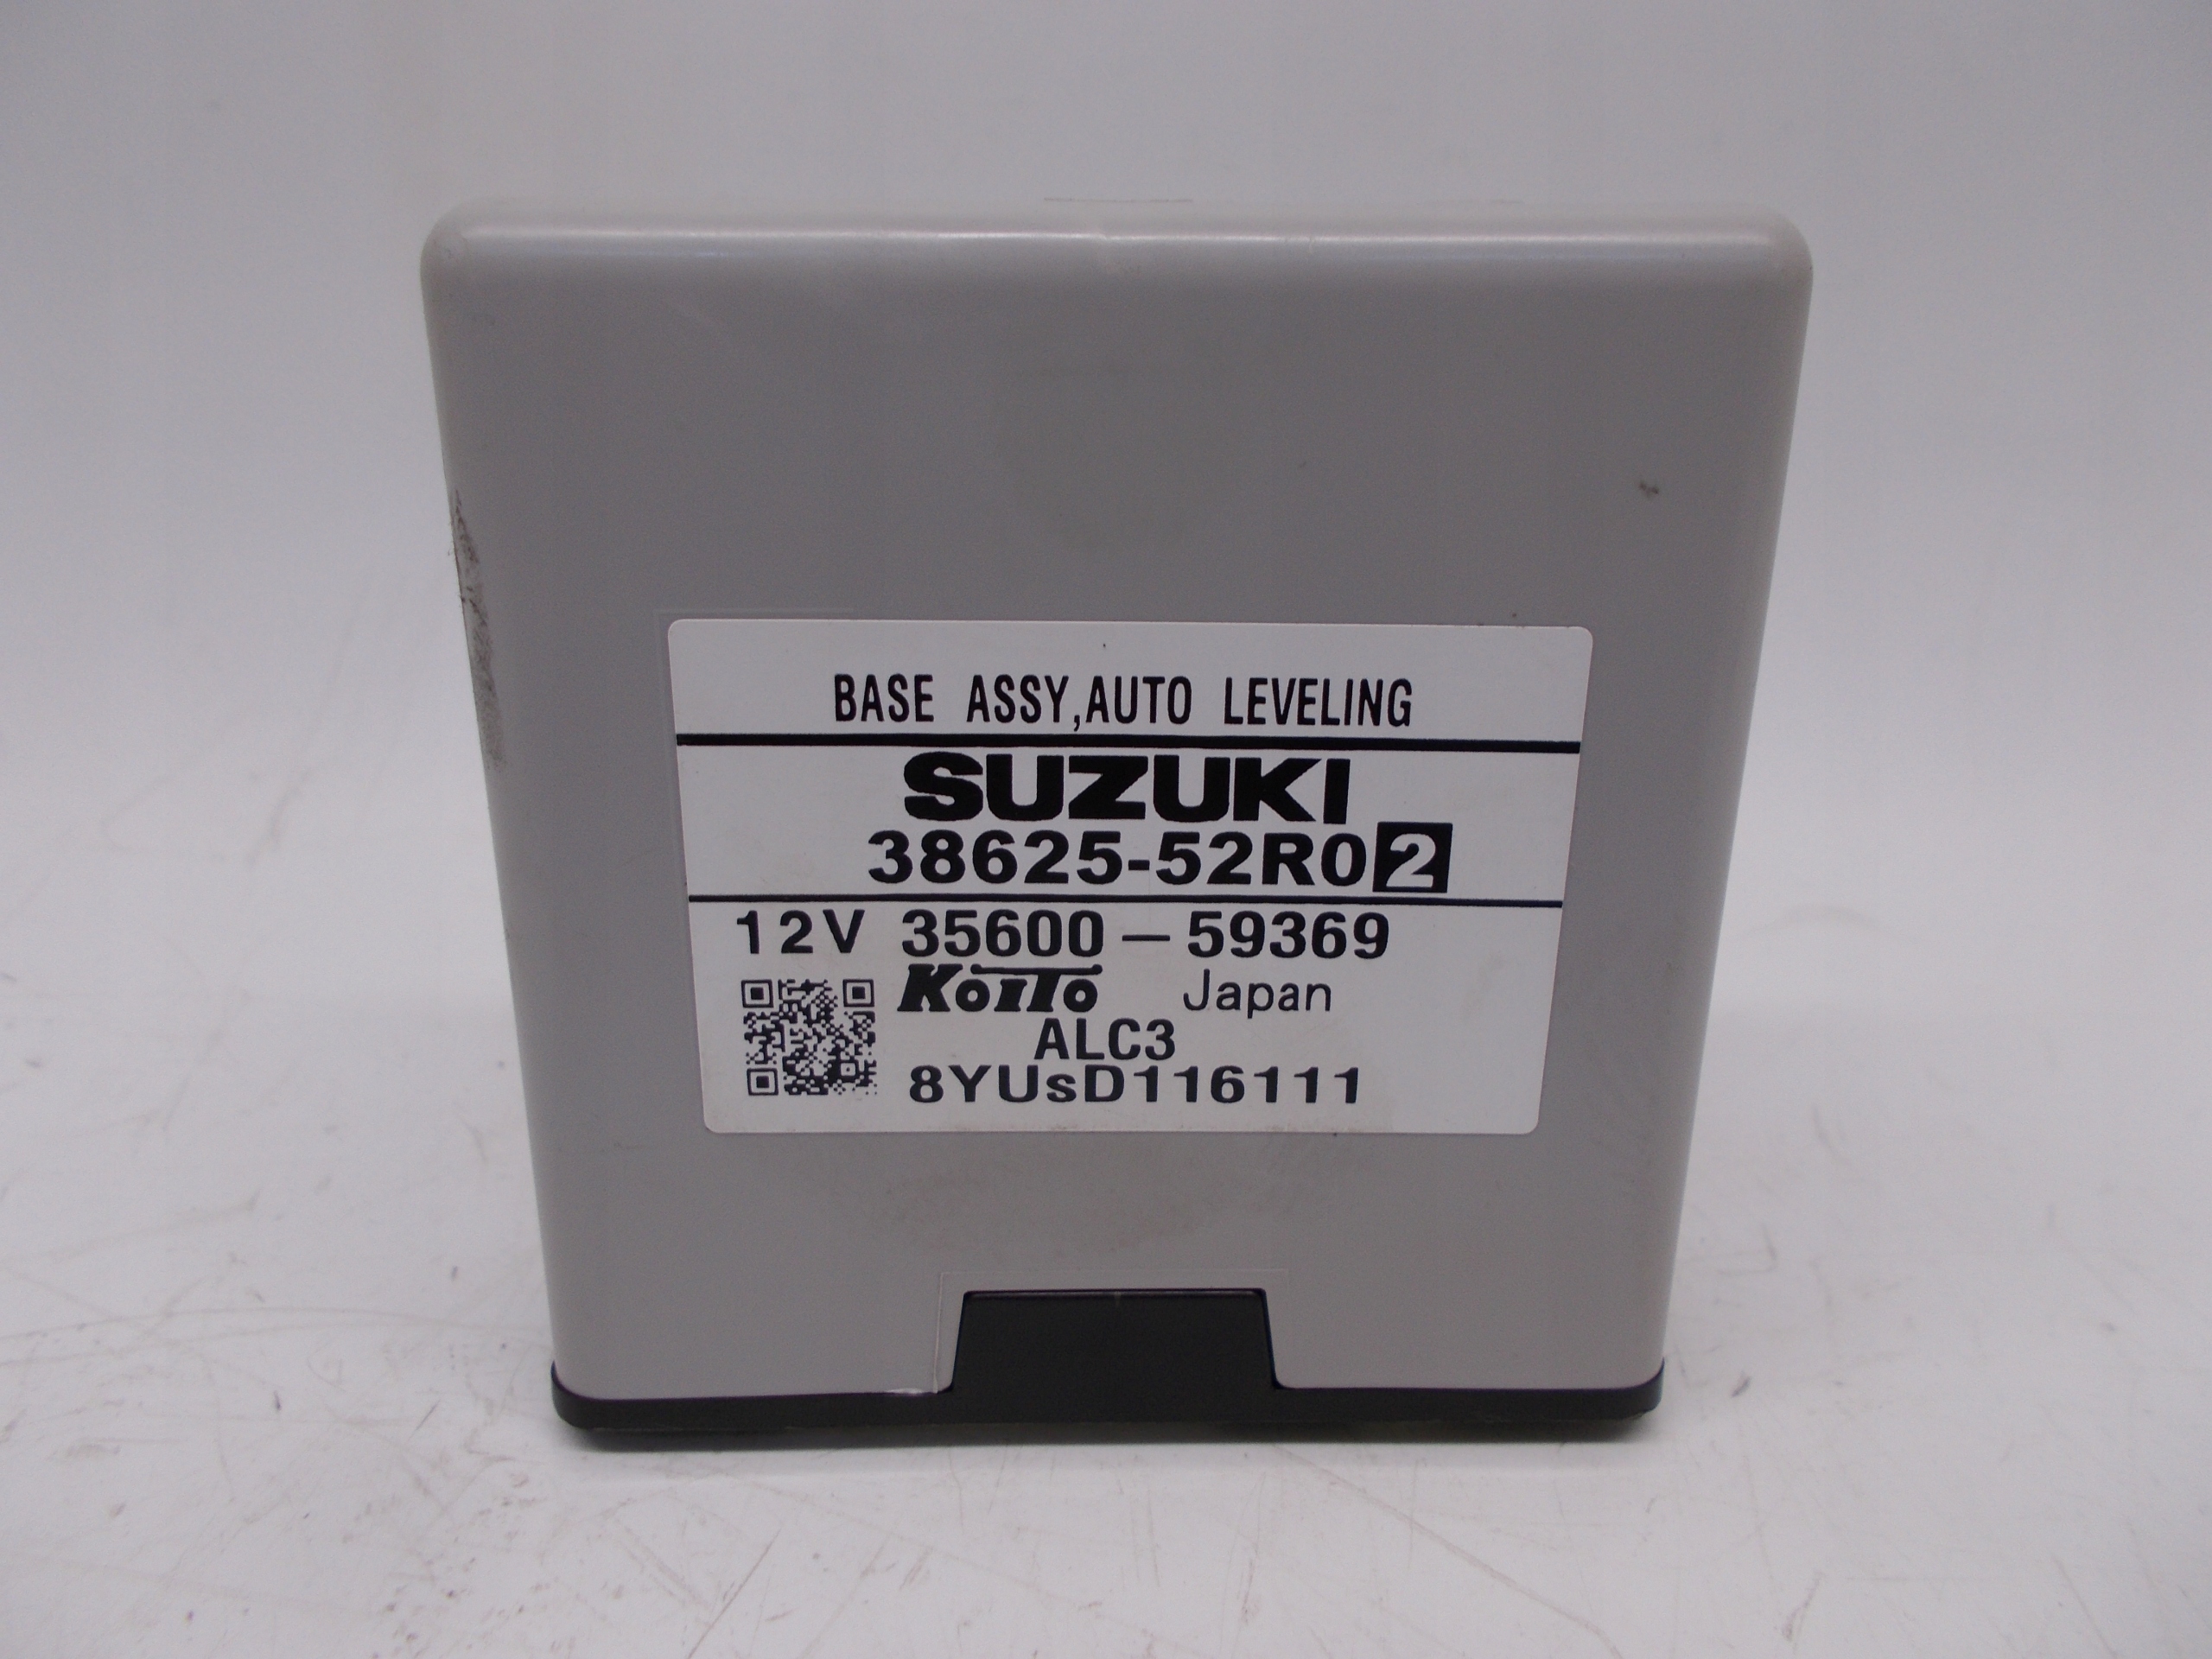 BASE ASSY,AUTO LEVELING
SUZUKI
38625-52R02
12V 35600-59369
KOITO Japan
ALC3
8YUsD116111